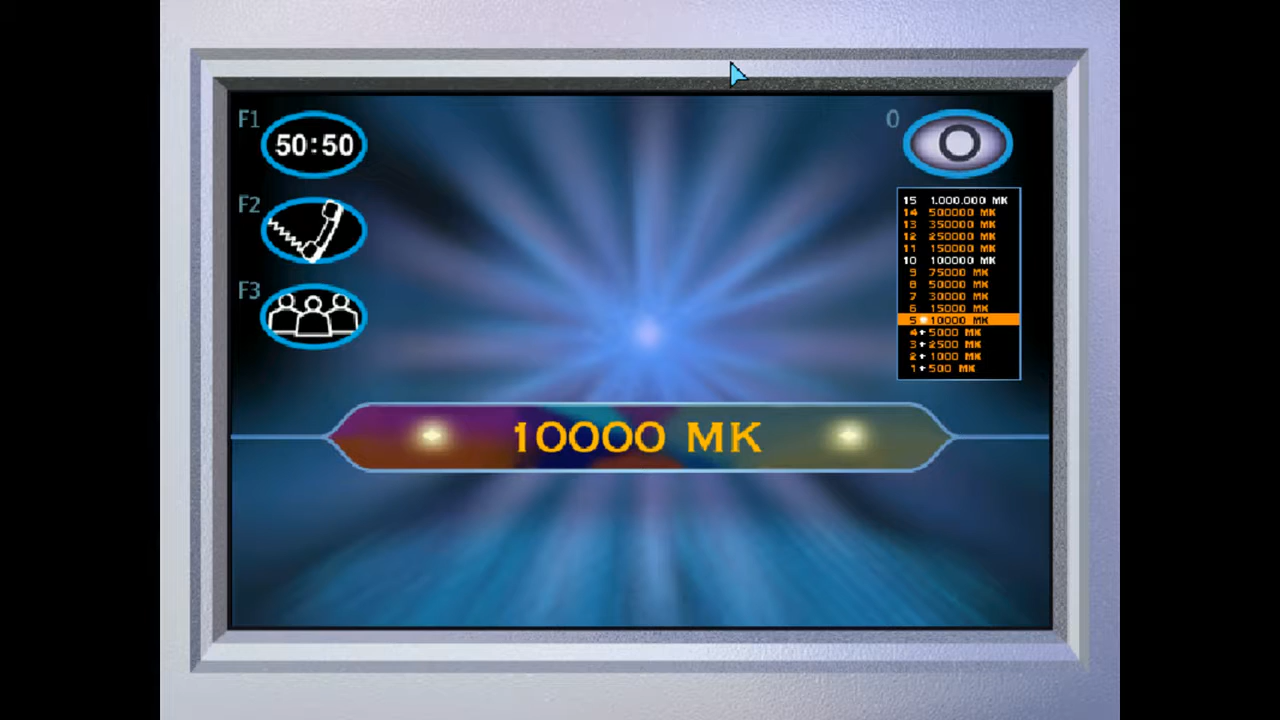 F1
50:50
F2
F3
0
15 1.000.000 MK
14 500000 MK
13 350000 MK
12 250000 MK
11 150000 MK
10 100000 MK
9 75000 MK
8 50000 MK
7 30000 MK
6 15000 MK
5 10000 MK
4 5000 MK
3 2500 MK
2 1000 MK
1 500 MK
10000 MK